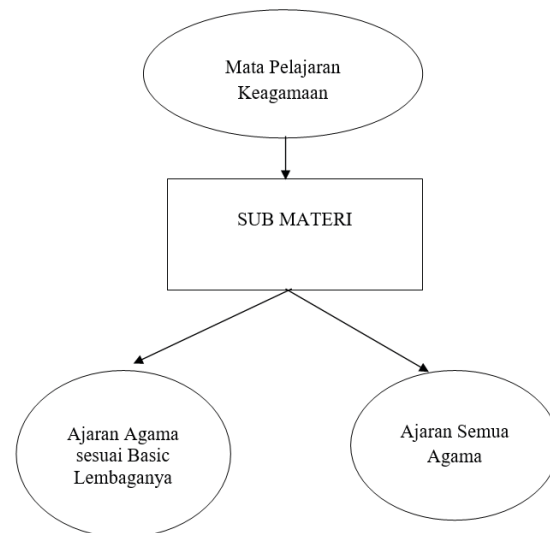 Mata Pelajaran
Keagamaan
SUB MATERI
Ajaran Agama
sesuai Basic
Lembaganya
Ajaran Semua
Agama